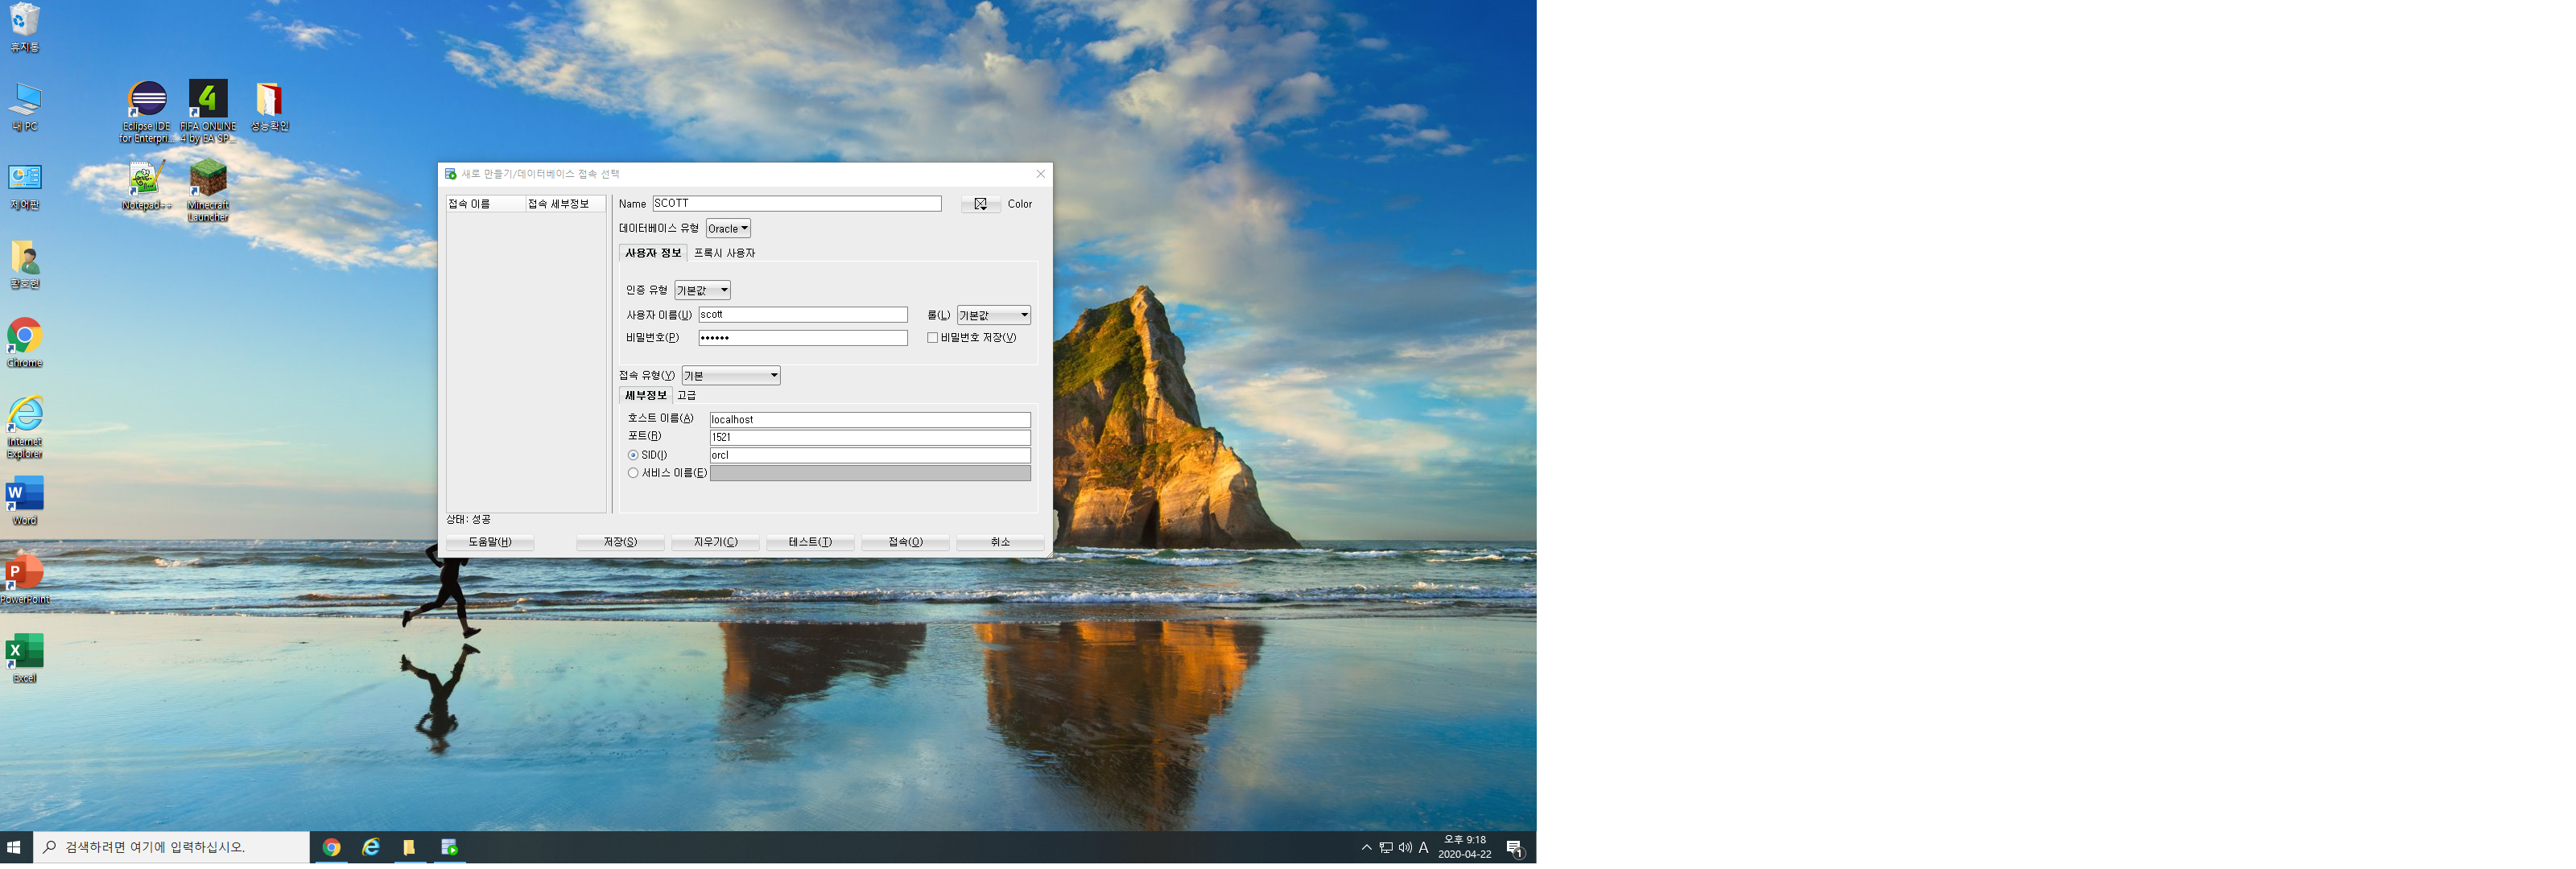 휴지통
내 PC
제어판
황호현
Chrome
Internet
Explorer
Word
PowerPoint
Excel
Eclipse IDE
for Enterpri...
FIFA ONLINE
4 by EA SP...
성능확인
Notepad++
Minecraft
Launcher
새로 만들기/데이터베이스 접속 선택
접속 이름 접속 세부정보
Name SCOTT Color
데이터베이스 유형 Oracle
사용자 정보 프록시 사용자
인증 유형 기본값
사용자 이름(U) scott 롤(L) 기본값
비밀번호(P) •••••• 비밀번호 저장(V)
접속 유형(Y) 기본
세부정보 고급
호스트 이름(A) localhost
포트(R) 1521
SID(I) orcl
서비스 이름(E)
상태: 성공
도움말(H) 저장(S) 지우기(C) 테스트(T) 접속(O) 취소
검색하려면 여기에 입력하십시오.
A
오후 9:18
2020-04-22
1